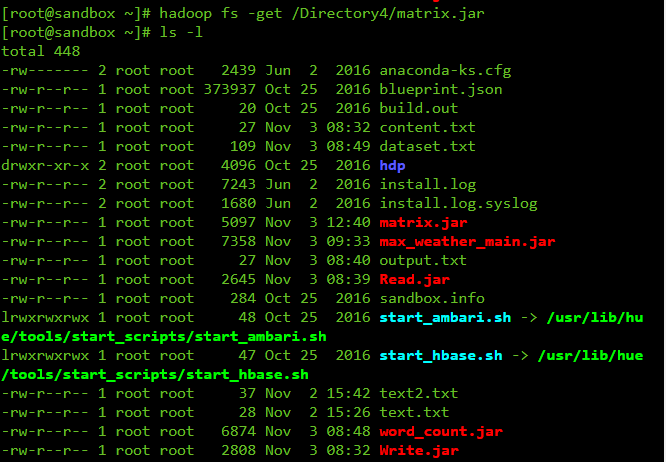 [root@sandbox ~]# hadoop fs -get /Directory4/matrix.jar
[root@sandbox ~]# ls -l
total 448
-rw------- 2 root root   2439 Jun  2  2016 anaconda-ks.cfg
-rw-r--r-- 1 root root 373937 Oct 25  2016 blueprint.json
-rw-r--r-- 1 root root     20 Oct 25  2016 build.out
-rw-r--r-- 1 root root     27 Nov  3 08:32 content.txt
-rw-r--r-- 1 root root    109 Nov  3 08:49 dataset.txt
drwxr-xr-x 2 root root   4096 Oct 25  2016 hdp
-rw-r--r-- 2 root root   7243 Jun  2  2016 install.log
-rw-r--r-- 2 root root   1680 Jun  2  2016 install.log.syslog
-rw-r--r-- 1 root root   5097 Nov  3 12:40 matrix.jar
-rw-r--r-- 1 root root   7358 Nov  3 09:33 max_weather_main.jar
-rw-r--r-- 1 root root     27 Nov  3 08:40 output.txt
-rw-r--r-- 1 root root   2645 Nov  3 08:39 Read.jar
-rw-r--r-- 1 root root    284 Oct 25  2016 sandbox.info
lrwxrwxrwx 1 root root     48 Oct 25  2016 start_ambari.sh -> /usr/lib/hu
e/tools/start_scripts/start_ambari.sh
lrwxrwxrwx 1 root root     47 Oct 25  2016 start_hbase.sh -> /usr/lib/hue
/tools/start_scripts/start_hbase.sh
-rw-r--r-- 1 root root     37 Nov  2 15:42 text2.txt
-rw-r--r-- 1 root root     28 Nov  2 15:26 text.txt
-rw-r--r-- 1 root root   6874 Nov  3 08:48 word_count.jar
-rw-r--r-- 1 root root   2808 Nov  3 08:32 Write.jar